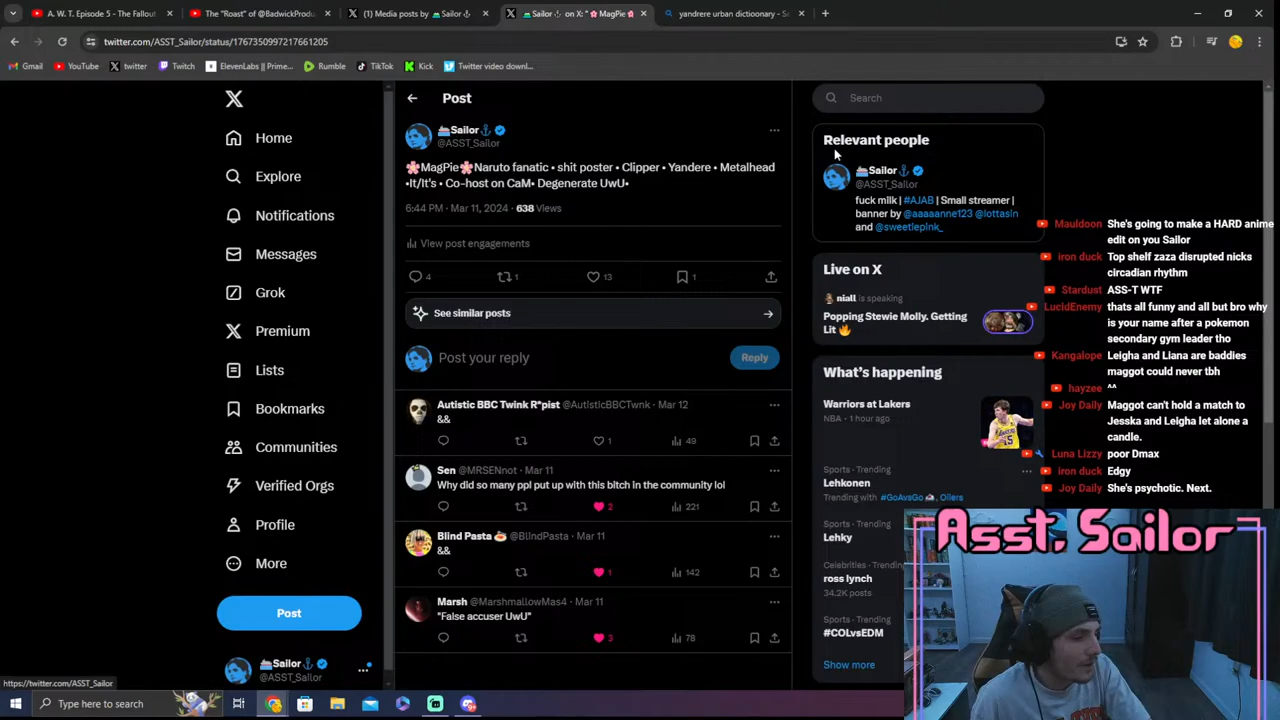 A. W. T. Episode 5 - The Fallout
The "Roast" of @BadwickProduc
(1) Media posts by Sailor
Sailor on X: "MagPie
yandrere urban dictioonary - Se
twitter.com/ASST_Sailor/status/1767350997217661205
Gmail
YouTube
twitter
Twitch
ElevenLabs || Prime...
Rumble
TikTok
Kick
Twitter video downl...
Home
Explore
Notifications
Messages
Grok
Premium
Lists
Bookmarks
Communities
Verified Orgs
Profile
More
Post
Sailor
@ASST_Sailor
https://twitter.com/ASST_Sailor
Post
Sailor
@ASST_Sailor
🌸MagPie🌸Naruto fanatic • shit poster • Clipper • Yandere • Metalhead
•It/It's • Co-host on CaM• Degenerate UwU•
6:44 PM · Mar 11, 2024 · 638 Views
View post engagements
4
1
13
1
See similar posts
Post your reply
Reply
Autistic BBC Twink R*pist @AutisticBBCTwnk · Mar 12
&&
1
49
Sen @MRSENnot · Mar 11
Why did so many ppl put up with this bitch in the community lol
2
221
Blind Pasta @BlindPasta · Mar 11
&&
1
142
Marsh @MarshmallowMas4 · Mar 11
"False accuser UwU"
3
78
Search
Relevant people
Sailor
@ASST_Sailor
fuck milk | #AJAB | Small streamer |
banner by @aaaaanne123 @lottasin
and @sweetiepink_
Live on X
niall is speaking
Popping Stewie Molly. Getting
Lit 🔥
What's happening
Warriors at Lakers
NBA · 1 hour ago
Sports · Trending
Lehkonen
Trending with #GoAvsGo, Oilers
Sports · Trending
Lehky
Celebrities · Trending
ross lynch
34.2K posts
Sports · Trending
#COLvsEDM
Show more
Mauldoon She's going to make a HARD anime
edit on you Sailor
iron duck Top shelf zaza disrupted nicks
circadian rhythm
Stardust ASS-T WTF
LucidEnemy thats all funny and all but bro why
is your name after a pokemon
secondary gym leader tho
Kangalope Leigha and Liana are baddies
maggot could never tbh
hayzee ^^
Joy Daily Maggot can't hold a match to
Jesska and Leigha let alone a
candle.
Luna Lizzy poor Dmax
iron duck Edgy
Joy Daily She's psychotic. Next.
Asst, Sailor
Type here to search